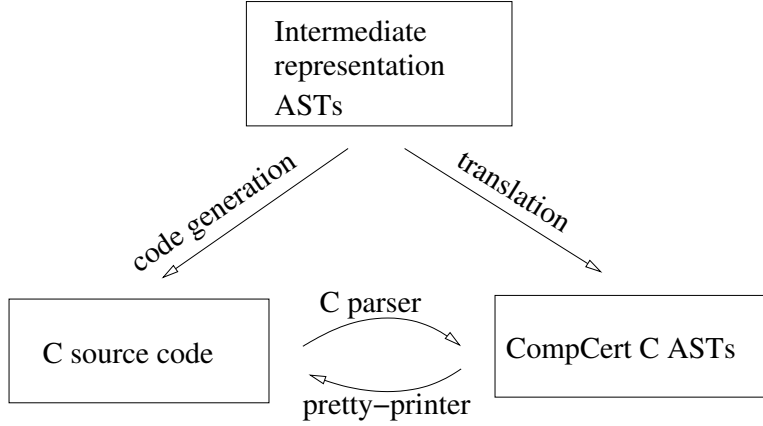 Intermediate
representation
ASTs
code generation
translation
C parser
C source code
CompCert C ASTs
pretty−printer